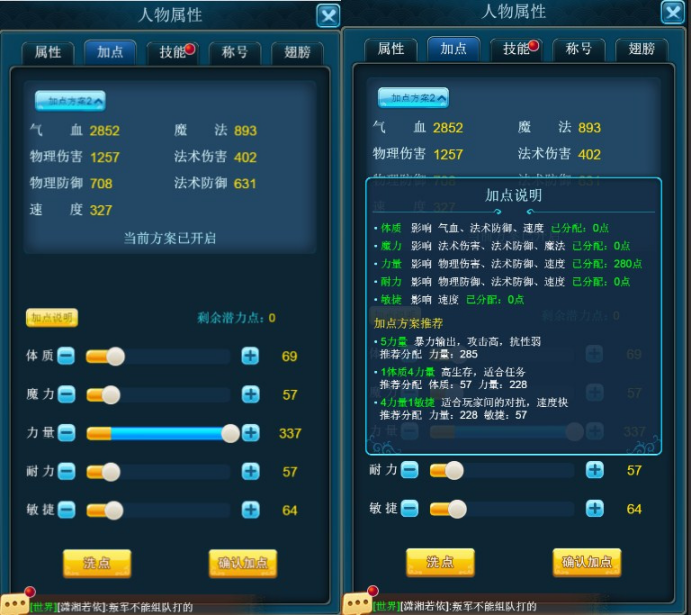 人物属性
属性 加点 技能 称号 翅膀
加点方案2
气 血 2852 魔 法 893
物理伤害 1257 法术伤害 402
物理防御 708 法术防御 631
速 度 327
当前方案已开启
加点说明 剩余潜力点：0
体质 69
魔力 57
力量 337
耐力 57
敏捷 64
洗点 确认加点
[世界][潇湘若依]:叛军不能组队打的
人物属性
属性 加点 技能 称号 翅膀
加点方案2
气 血 2852 魔 法 893
物理伤害 1257 法术伤害 402
物理防御 708 631
速 度 327
加点说明
·体质 影响 气血、法术防御、速度 已分配：0点
·魔力 影响 法术伤害、法术防御、魔法 已分配：0点
·力量 影响 物理伤害、法术防御、速度 已分配：280点
·耐力 影响 物理防御、法术防御、速度 已分配：0点
·敏捷 影响 速度 已分配：0点
剩余潜力点：0
加点方案推荐
·5力量 暴力输出，攻击高，抗性弱
推荐分配 力量：285
69
·1体质4力量 高生存，适合任务
推荐分配 体质：57 力量：228
57
·4力量1敏捷 适合玩家间的对抗，速度快
推荐分配 力量：228 敏捷：57
力量 337
耐力 57
敏捷 64
洗点 确认加点
[世界][潇湘若依]:叛军不能组队打的